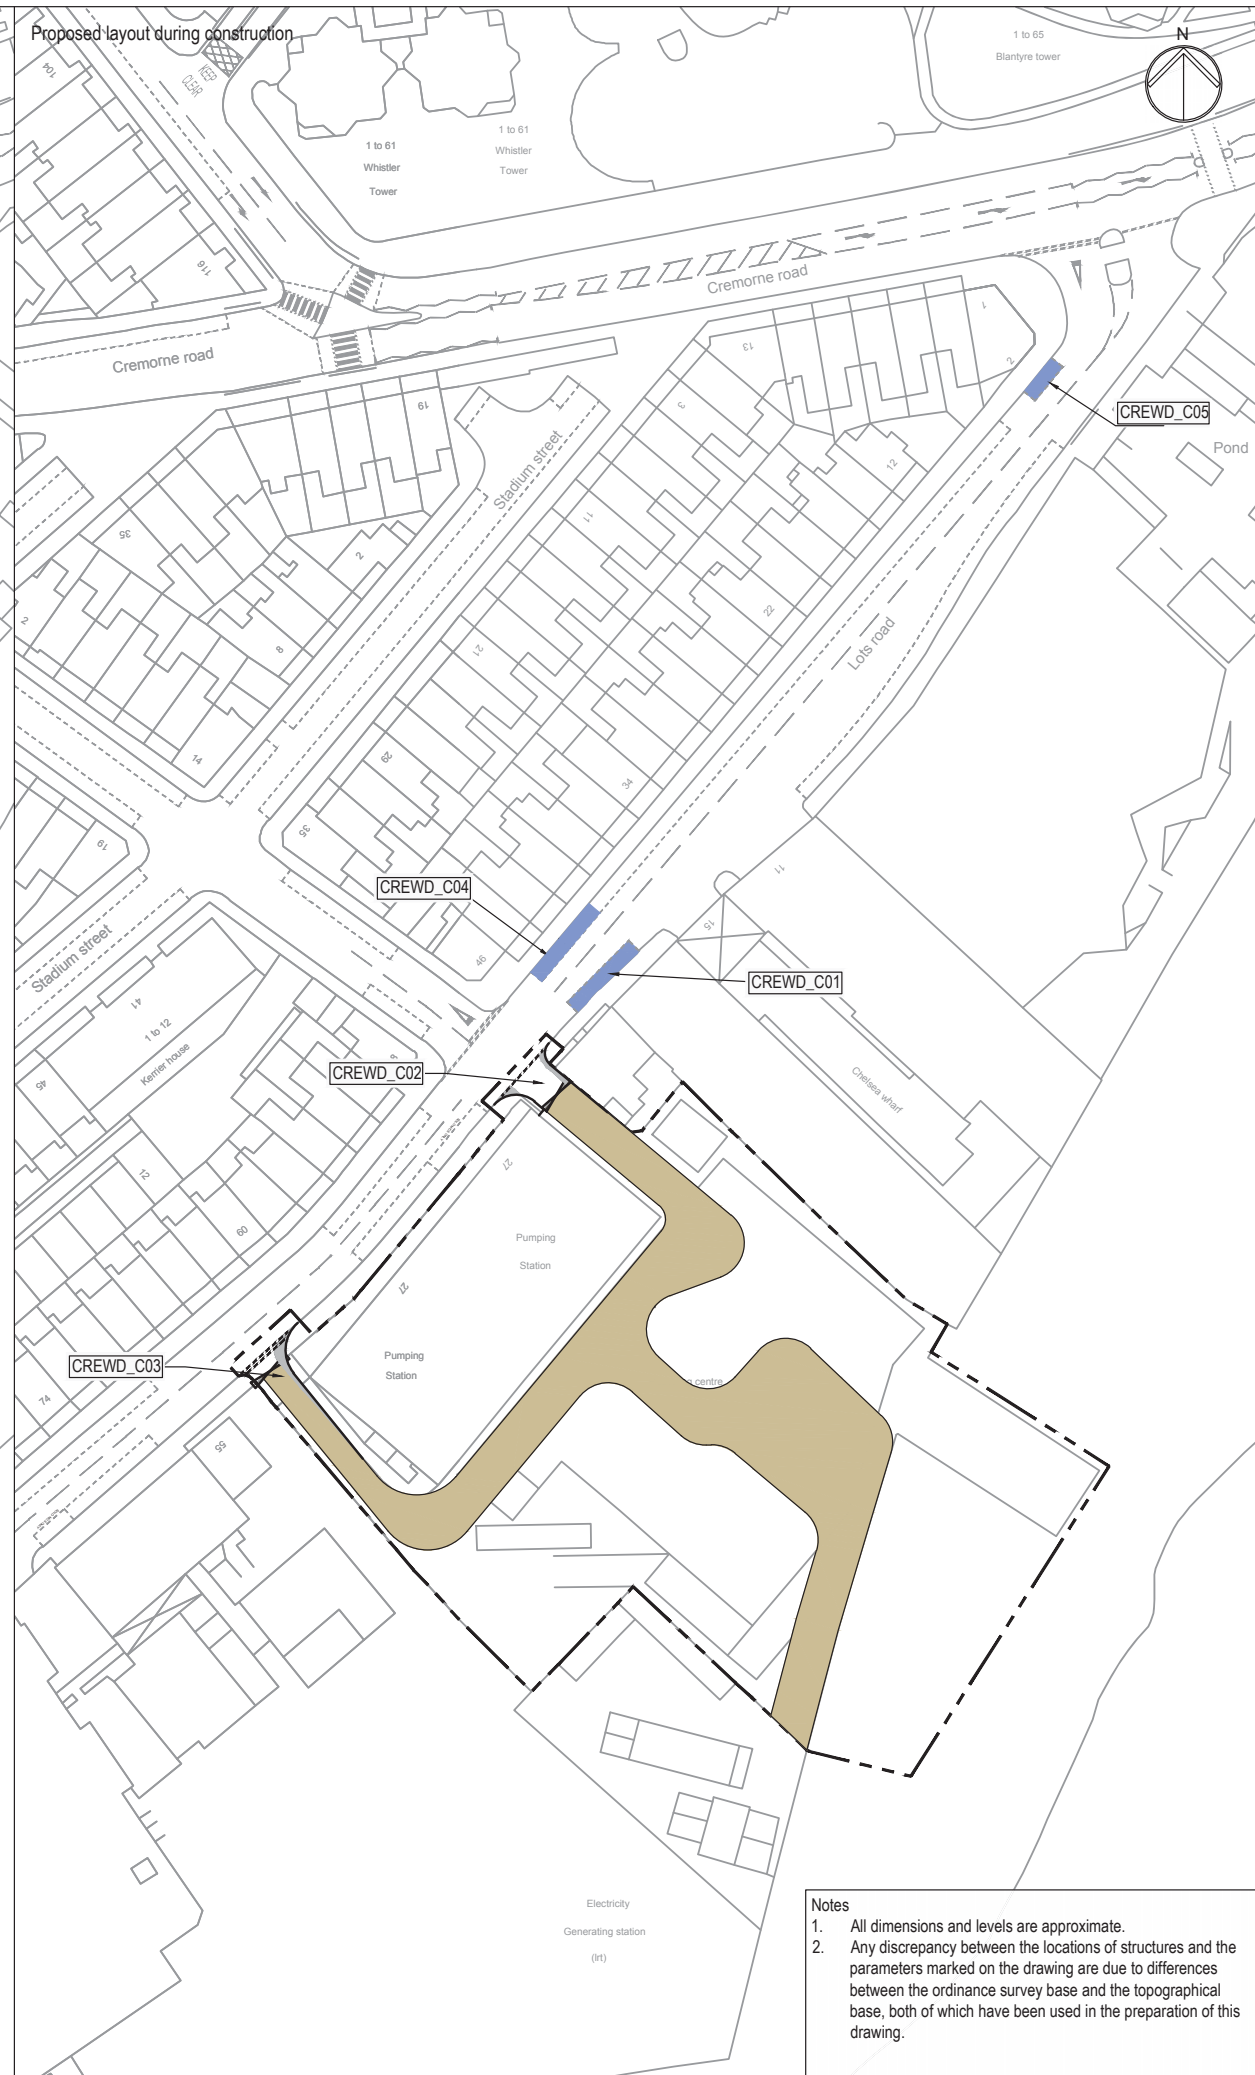 Proposed layout during construction
N
1 to 65
Blantyre tower
104
KEEP
CLEAR
1 to 61
Whistler
Tower
1 to 61
Whistler
Tower
116
Cremorne road
Cremorne road
1
13
2
CREWD_C05
Pond
19
3
12
Stadium street
11
35
2
2
8
22
21
Lots road
14
29
34
35
19
CREWD_C04
46
15
11
CREWD_C01
Stadium street
41
1 to 12
Kerrier house
45
CREWD_C02
Chelsea wharf
27
12
60
Pumping
Station
27
CREWD_C03
Pumping
Station
74
centre
55
Electricity
Generating station
(lrt)
Notes
1. All dimensions and levels are approximate.
2. Any discrepancy between the locations of structures and the
parameters marked on the drawing are due to differences
between the ordinance survey base and the topographical
base, both of which have been used in the preparation of this
drawing.